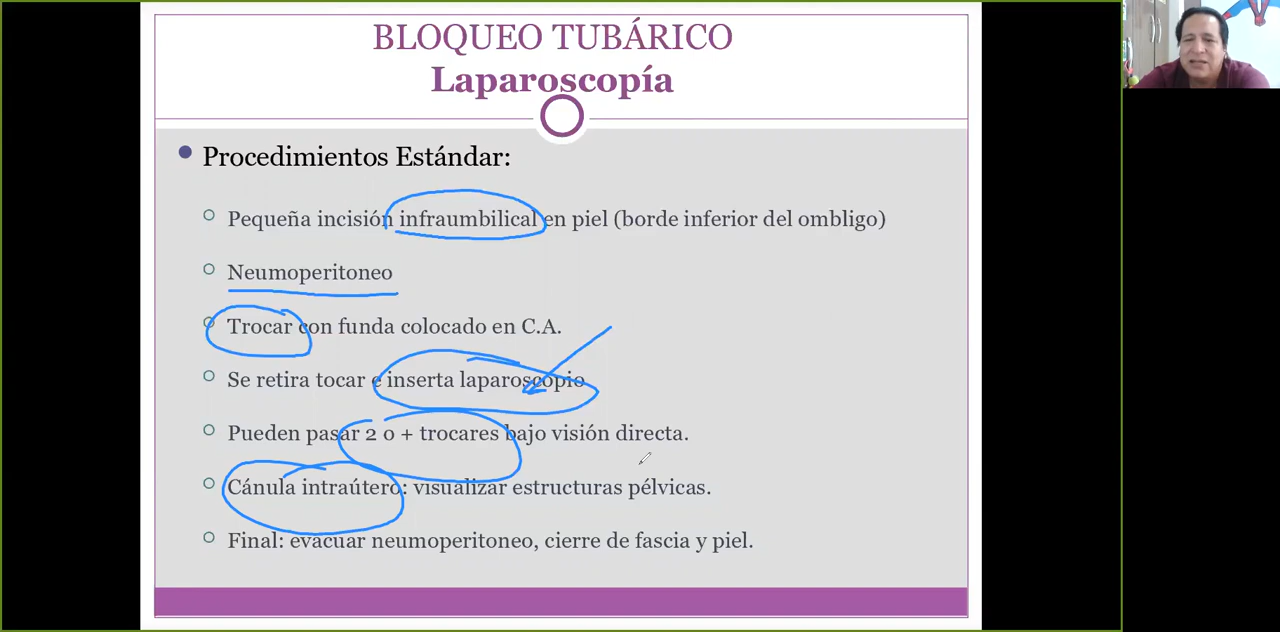 BLOQUEO TUBÁRICO
Laparoscopía
Procedimientos Estándar:
Pequeña incisión infraumbilical en piel (borde inferior del ombligo)
Neumoperitoneo
Trocar con funda colocado en C.A.
Se retira tocar e inserta laparoscopio
Pueden pasar 2 o + trocares bajo visión directa.
Cánula intraútero: visualizar estructuras pélvicas.
Final: evacuar neumoperitoneo, cierre de fascia y piel.